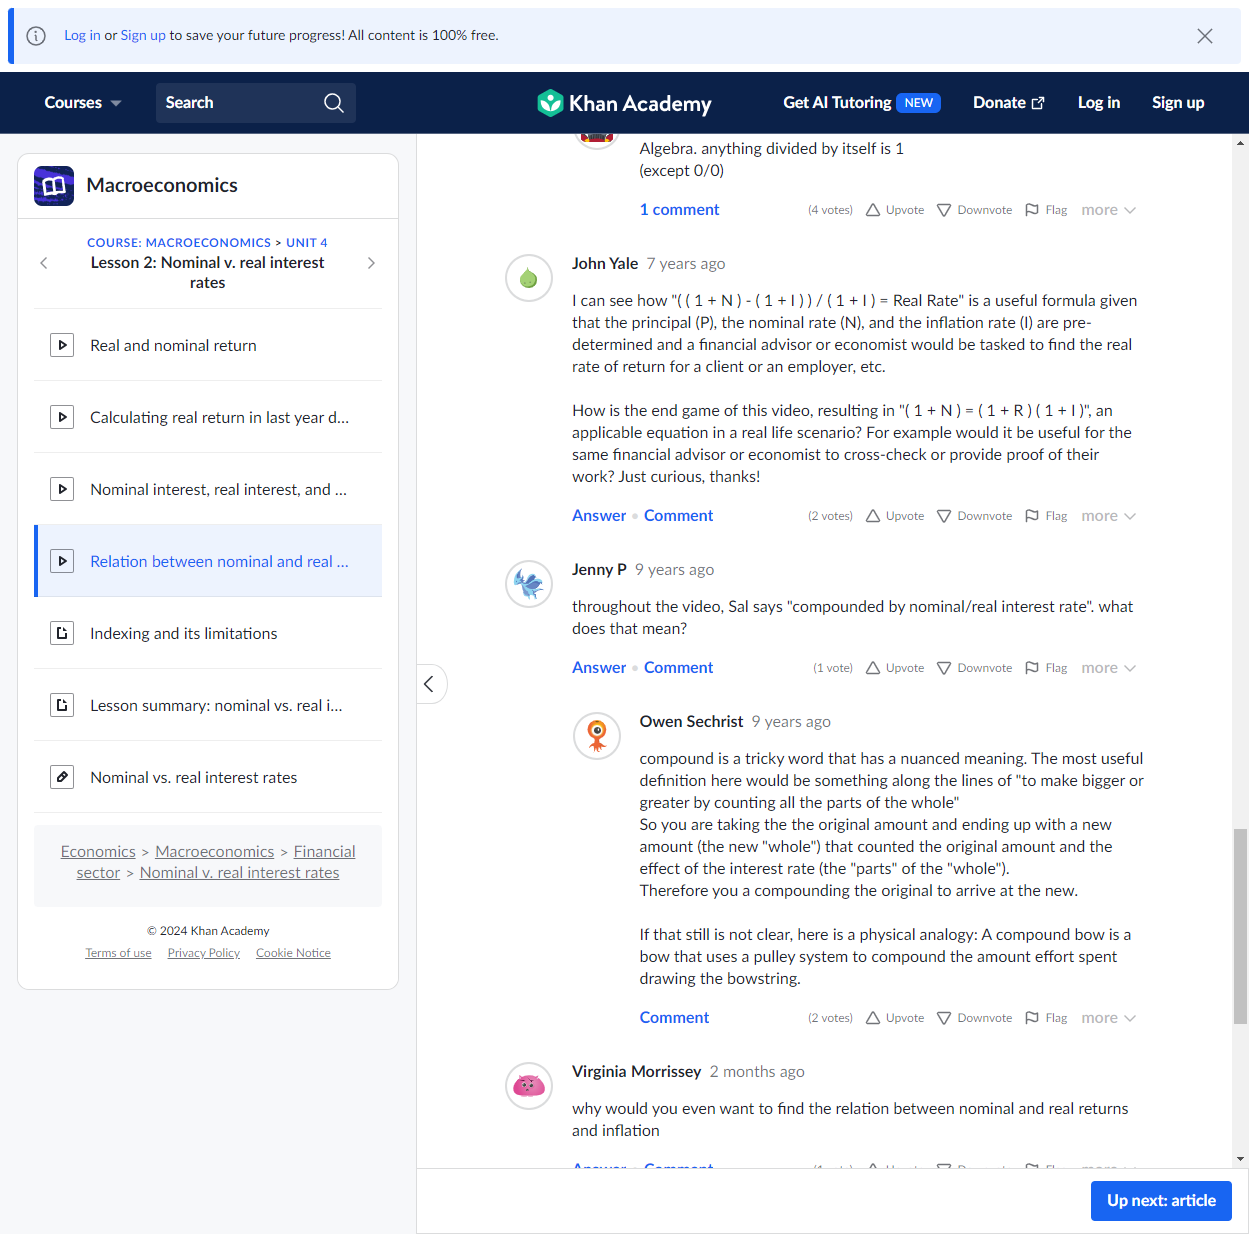 Log in or Sign up to save your future progress! All content is 100% free.
Courses
Search
Khan Academy
Get AI Tutoring NEW
Donate
Log in
Sign up
Macroeconomics
COURSE: MACROECONOMICS > UNIT 4
Lesson 2: Nominal v. real interest
rates
Real and nominal return
Calculating real return in last year d...
Nominal interest, real interest, and ...
Relation between nominal and real ...
Indexing and its limitations
Lesson summary: nominal vs. real i...
Nominal vs. real interest rates
Economics > Macroeconomics > Financial
sector > Nominal v. real interest rates
© 2024 Khan Academy
Terms of use Privacy Policy Cookie Notice
Algebra. anything divided by itself is 1
(except 0/0)
1 comment (4 votes) Upvote Downvote Flag more
John Yale 7 years ago
I can see how "( ( 1 + N ) - ( 1 + I ) ) / ( 1 + I ) = Real Rate" is a useful formula given
that the principal (P), the nominal rate (N), and the inflation rate (I) are pre-
determined and a financial advisor or economist would be tasked to find the real
rate of return for a client or an employer, etc.
How is the end game of this video, resulting in "( 1 + N ) = ( 1 + R ) ( 1 + I )", an
applicable equation in a real life scenario? For example would it be useful for the
same financial advisor or economist to cross-check or provide proof of their
work? Just curious, thanks!
Answer • Comment (2 votes) Upvote Downvote Flag more
Jenny P 9 years ago
throughout the video, Sal says "compounded by nominal/real interest rate". what
does that mean?
Answer • Comment (1 vote) Upvote Downvote Flag more
Owen Sechrist 9 years ago
compound is a tricky word that has a nuanced meaning. The most useful
definition here would be something along the lines of "to make bigger or
greater by counting all the parts of the whole"
So you are taking the the original amount and ending up with a new
amount (the new "whole") that counted the original amount and the
effect of the interest rate (the "parts" of the "whole").
Therefore you a compounding the original to arrive at the new.
If that still is not clear, here is a physical analogy: A compound bow is a
bow that uses a pulley system to compound the amount effort spent
drawing the bowstring.
Comment (2 votes) Upvote Downvote Flag more
Virginia Morrissey 2 months ago
why would you even want to find the relation between nominal and real returns
and inflation
Up next: article